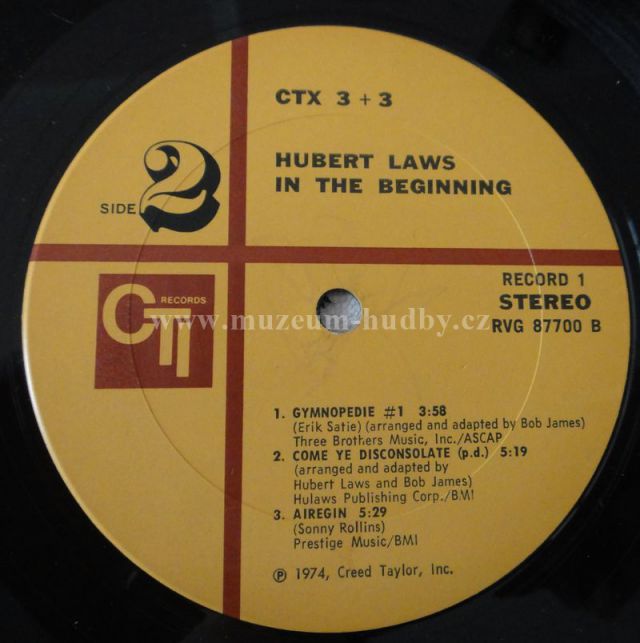 CTX 3 + 3
HUBERT LAWS
IN THE BEGINNING
SIDE 2
RECORDS
CTI
RECORD 1
STEREO
RVG 87700 B
www.muzeum-hudby.cz
1. GYMNOPEDIE #1 3:58
(Erik Satie) (arranged and adapted by Bob James)
Three Brothers Music, Inc./ASCAP
2. COME YE DISCONSOLATE (p.d.) 5:19
(arranged and adapted by
Hubert Laws and Bob James)
Hulaws Publishing Corp./BMI
3. AIREGIN 5:29
(Sonny Rollins)
Prestige Music/BMI
℗ 1974, Creed Taylor, Inc.